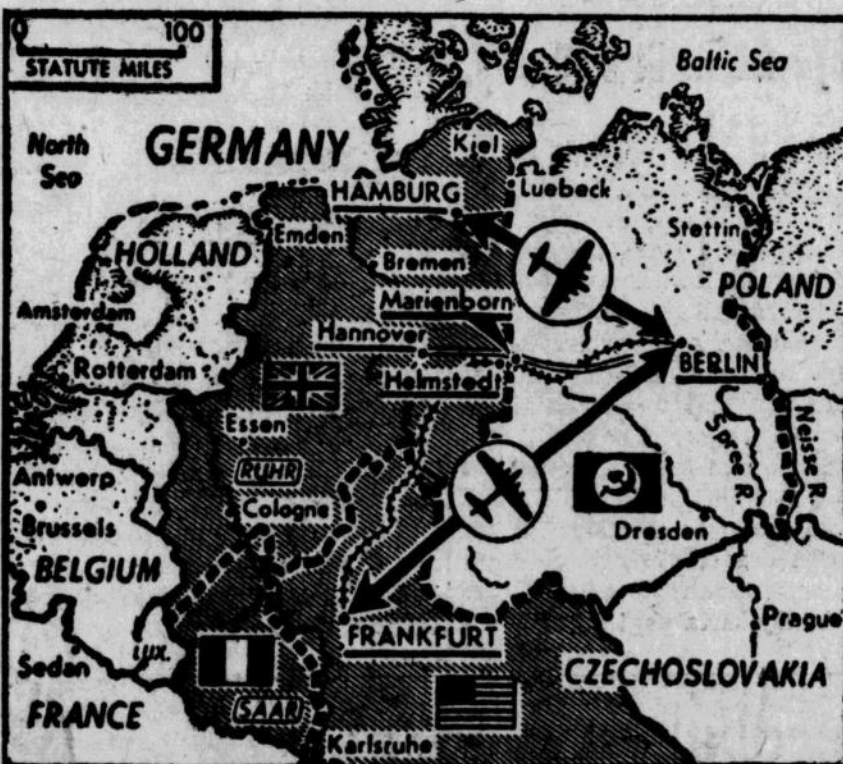 0 100
STATUTE MILES
Baltic Sea
North
Sea
GERMANY
Kiel
HAMBURG
Luebeck
Emden
Stettin
HOLLAND
Bremen
POLAND
Amsterdam
Marienborn
Hannover
Rotterdam
Helmstedt
BERLIN
Essen
Spree R.
Neisse R.
Antwerp
RUHR
Cologne
Brussels
Dresden
BELGIUM
Prague
FRANKFURT
LUX.
Sedan
CZECHOSLOVAKIA
FRANCE
SAAR
Karlsruhe